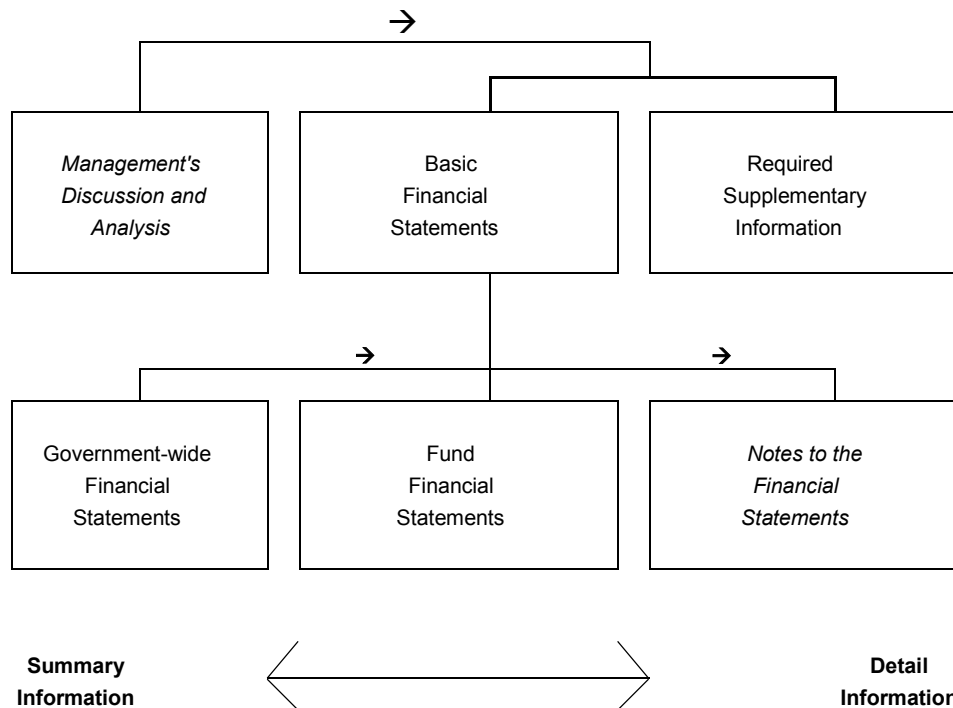 Management's
Discussion and
Analysis
Basic
Financial
Statements
Required
Supplementary
Information
Government-wide
Financial
Statements
Fund
Financial
Statements
Notes to the
Financial
Statements
Summary
Information
Detail
Information